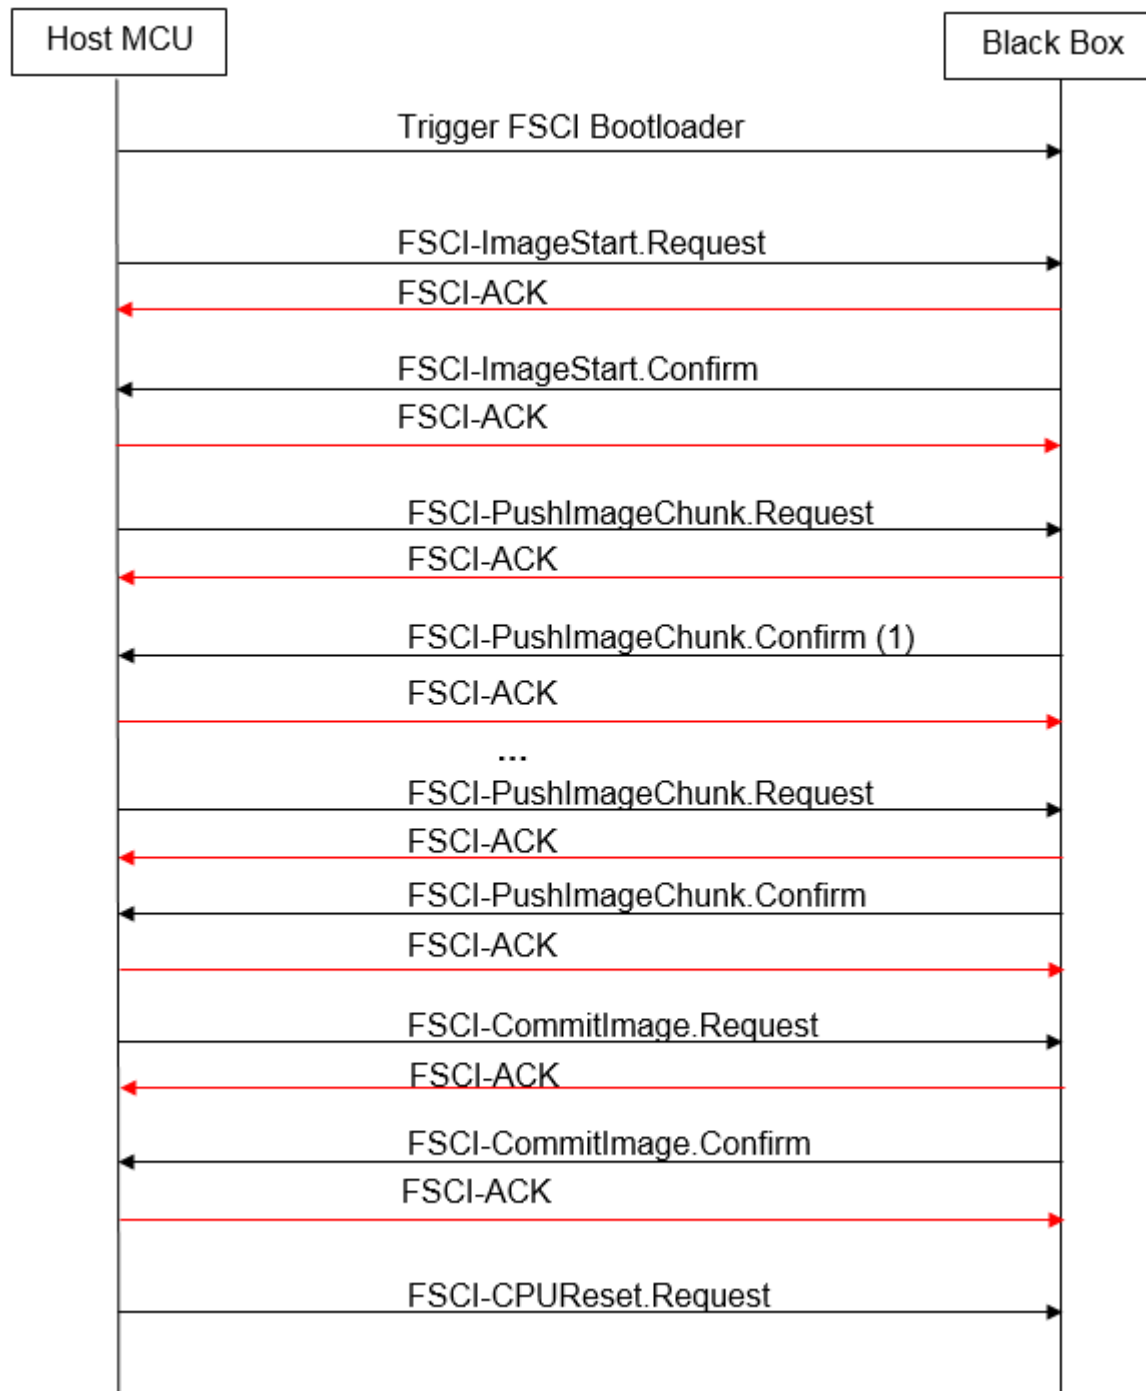 Host MCU
Black Box
Trigger FSCI Bootloader
FSCI-ImageStart.Request
FSCI-ACK
FSCI-ImageStart.Confirm
FSCI-ACK
FSCI-PushImageChunk.Request
FSCI-ACK
FSCI-PushImageChunk.Confirm (1)
FSCI-ACK
...
FSCI-PushImageChunk.Request
FSCI-ACK
FSCI-PushImageChunk.Confirm
FSCI-ACK
FSCI-CommitImage.Request
FSCI-ACK
FSCI-CommitImage.Confirm
FSCI-ACK
FSCI-CPUReset.Request